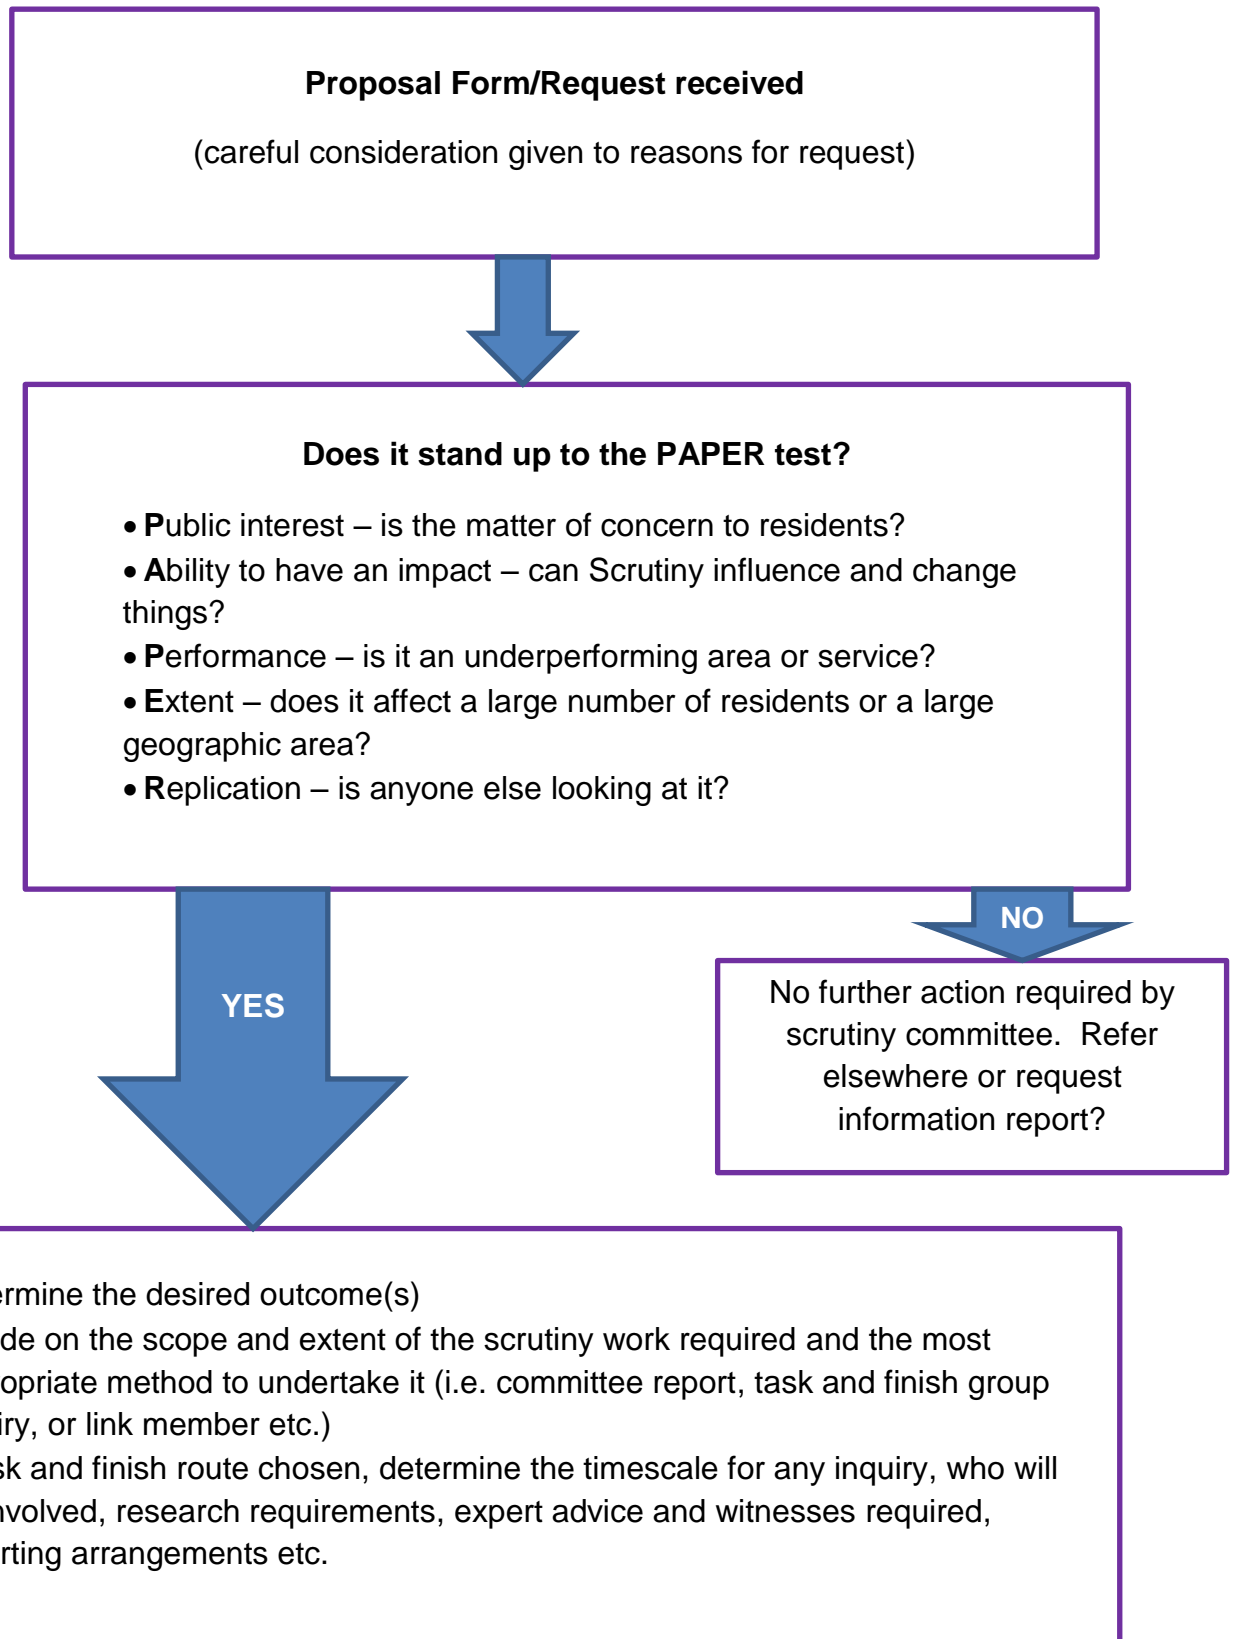 Proposal Form/Request received
(careful consideration given to reasons for request)
Does it stand up to the PAPER test?
• Public interest – is the matter of concern to residents?
• Ability to have an impact – can Scrutiny influence and change
things?
• Performance – is it an underperforming area or service?
• Extent – does it affect a large number of residents or a large
geographic area?
• Replication – is anyone else looking at it?
NO
YES
No further action required by
scrutiny committee.  Refer
elsewhere or request
information report?
ermine the desired outcome(s)
de on the scope and extent of the scrutiny work required and the most
opriate method to undertake it (i.e. committee report, task and finish group
iry, or link member etc.)
sk and finish route chosen, determine the timescale for any inquiry, who will
nvolved, research requirements, expert advice and witnesses required,
rting arrangements etc.